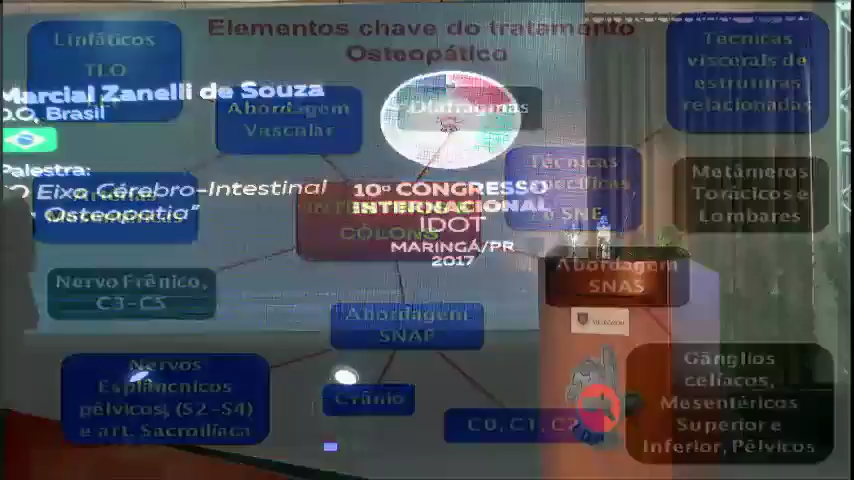 Elementos chave do tratamento
Osteopático
Linfáticos
TLO
Marcial Zanelli de Souza
D.O, Brasil
Abordagem
Vascular
Diafragmas
Técnicas
viscerais de
estruturas
relacionadas
Palestra:
Eixo Cérebro-Intestinal
Osteopatia"
10º CONGRESSO
INTERNACIONAL
IDOT
MARINGÁ/PR
2017
CÓLONS
Técnicas
SNE
Metâmeros
Torácicos e
Lombares
Nervo Frênico,
C3-C5
Abordagem
SNAS
Abordagem
SNAP
Nervos
Esplâncnicos
pélvicos, (S2-S4)
e art. Sacroilíaca
Crânio
C0, C1, C2
Gânglios
celíacos,
Mesentéricos
Superior e
Inferior, Pélvicos